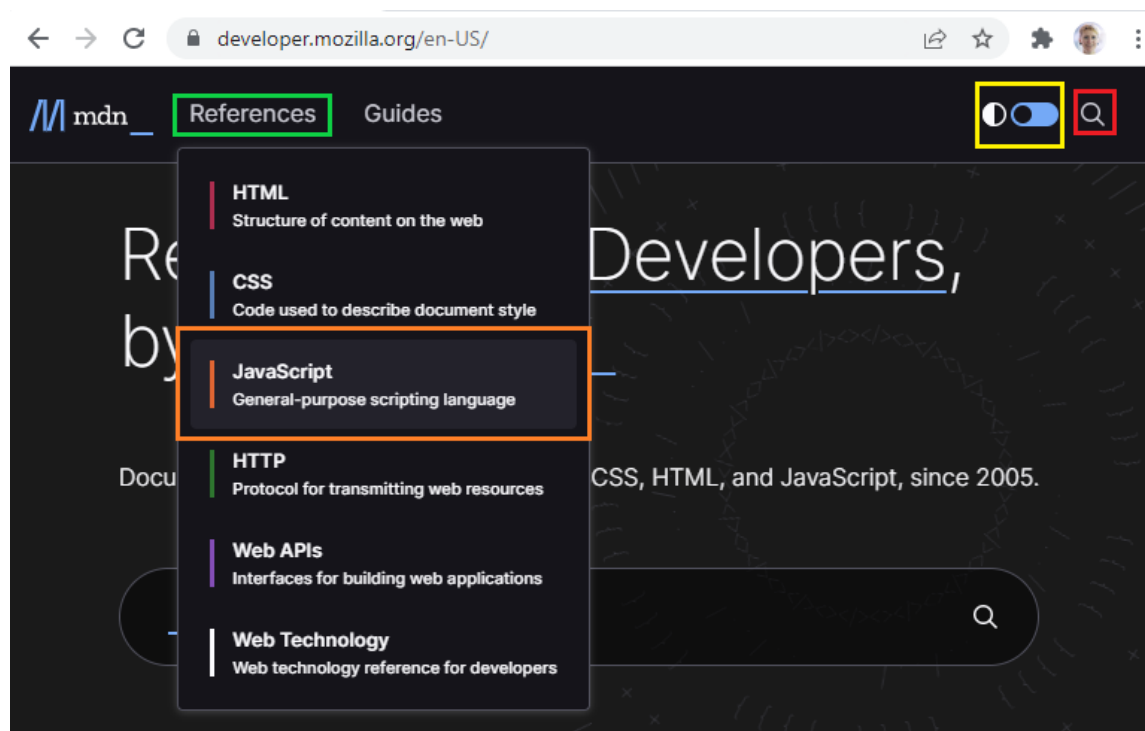 developer.mozilla.org/en-US/
mdn_ References Guides
HTML
Structure of content on the web
CSS
Code used to describe document style
JavaScript
General-purpose scripting language
HTTP
Protocol for transmitting web resources
Web APIs
Interfaces for building web applications
Web Technology
Web technology reference for developers
Re Developers,
by
Docu CSS, HTML, and JavaScript, since 2005.